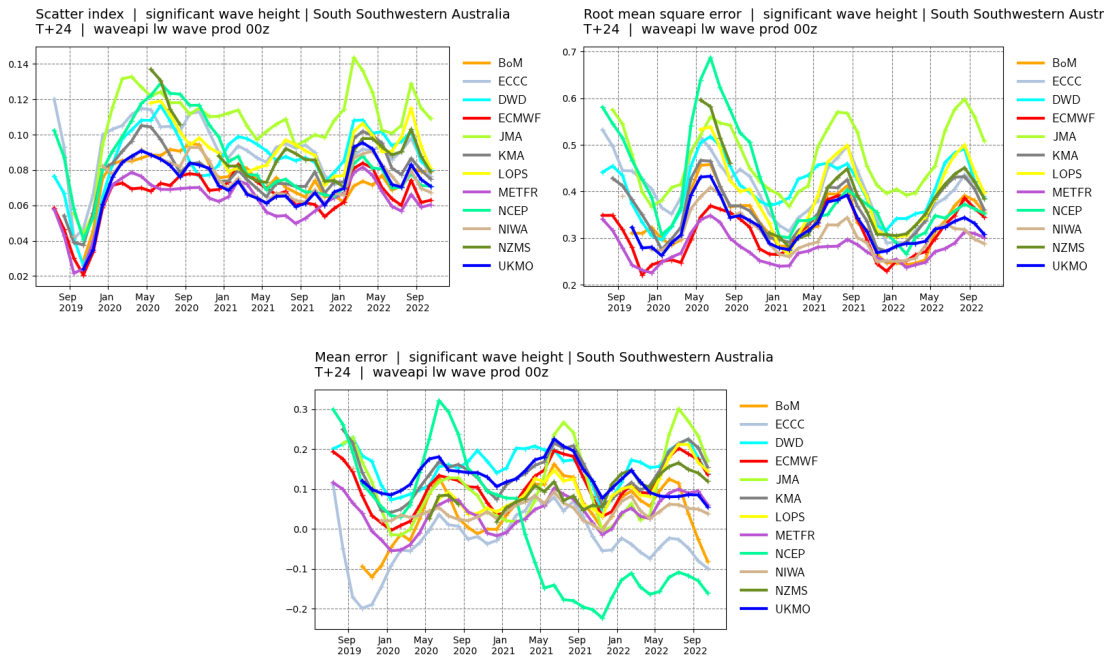 Scatter index | significant wave height | South Southwestern Australia
T+24 | waveapi lw wave prod 00z
0.14
0.12
0.10
0.08
0.06
0.04
0.02
Sep
2019
Jan
2020
May
2020
Sep
2020
Jan
2021
May
2021
Sep
2021
Jan
2022
May
2022
Sep
2022
BoM
ECCC
DWD
ECMWF
JMA
KMA
LOPS
METFR
NCEP
NIWA
NZMS
UKMO
Root mean square error | significant wave height | South Southwestern Austr
T+24 | waveapi lw wave prod 00z
0.7
0.6
0.5
0.4
0.3
0.2
Sep
2019
Jan
2020
May
2020
Sep
2020
Jan
2021
May
2021
Sep
2021
Jan
2022
May
2022
Sep
2022
BoM
ECCC
DWD
ECMWF
JMA
KMA
LOPS
METFR
NCEP
NIWA
NZMS
UKMO
Mean error | significant wave height | South Southwestern Australia
T+24 | waveapi lw wave prod 00z
0.3
0.2
0.1
0.0
−0.1
−0.2
Sep
2019
Jan
2020
May
2020
Sep
2020
Jan
2021
May
2021
Sep
2021
Jan
2022
May
2022
Sep
2022
BoM
ECCC
DWD
ECMWF
JMA
KMA
LOPS
METFR
NCEP
NIWA
NZMS
UKMO